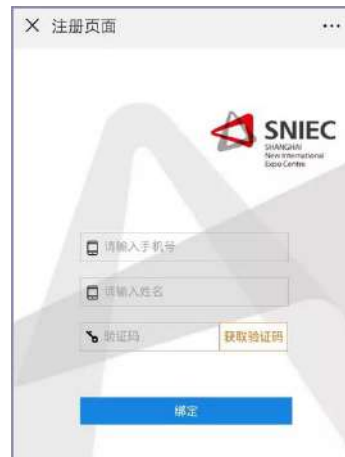 注册页面
SNIEC
SHANGHAI
New International
Expo Centre
请输入手机号
请输入姓名
验证码 获取验证码
绑定